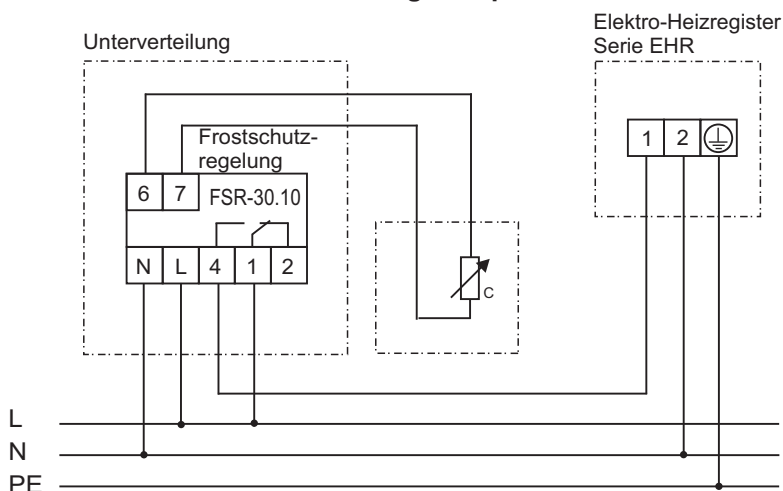 Elektro-Heizregister
Serie EHR
Unterverteilung
1 2
Frostschutz-
regelung
6 7 FSR-30.10
N L 4 1 2
C
L
N
PE